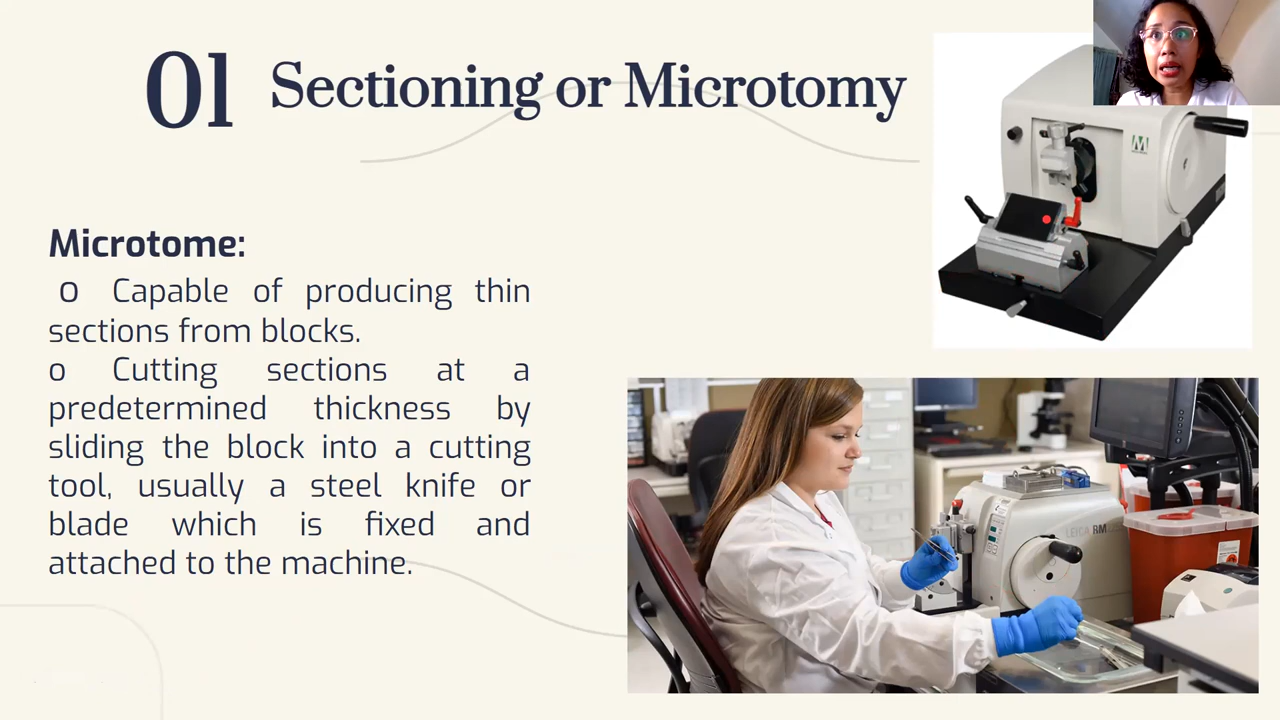 01 Sectioning or Microtomy
M
Microtome:
o Capable of producing thin
sections from blocks.
o Cutting sections at a
predetermined thickness by
sliding the block into a cutting
tool, usually a steel knife or
blade which is fixed and
attached to the machine.
LEICA RM